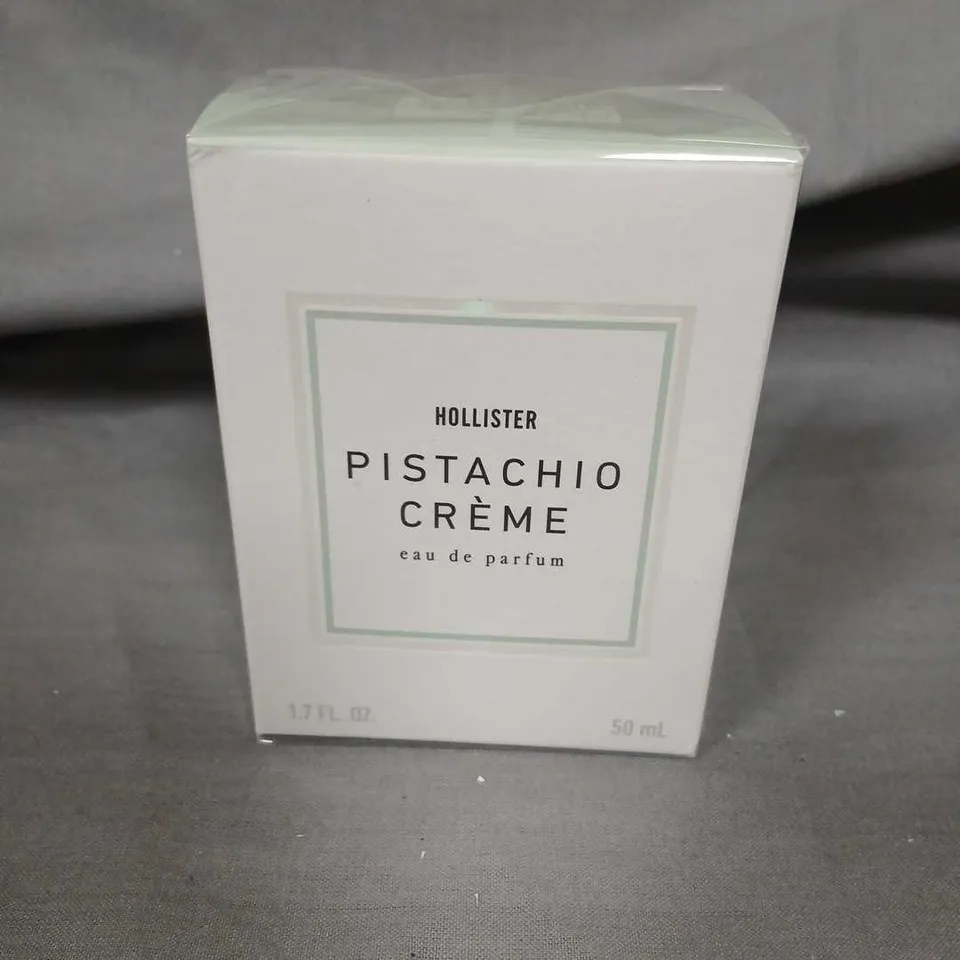 HOLLISTER
PISTACHIO
CRÈME
eau de parfum
1.7 FL. OZ.
50 mL